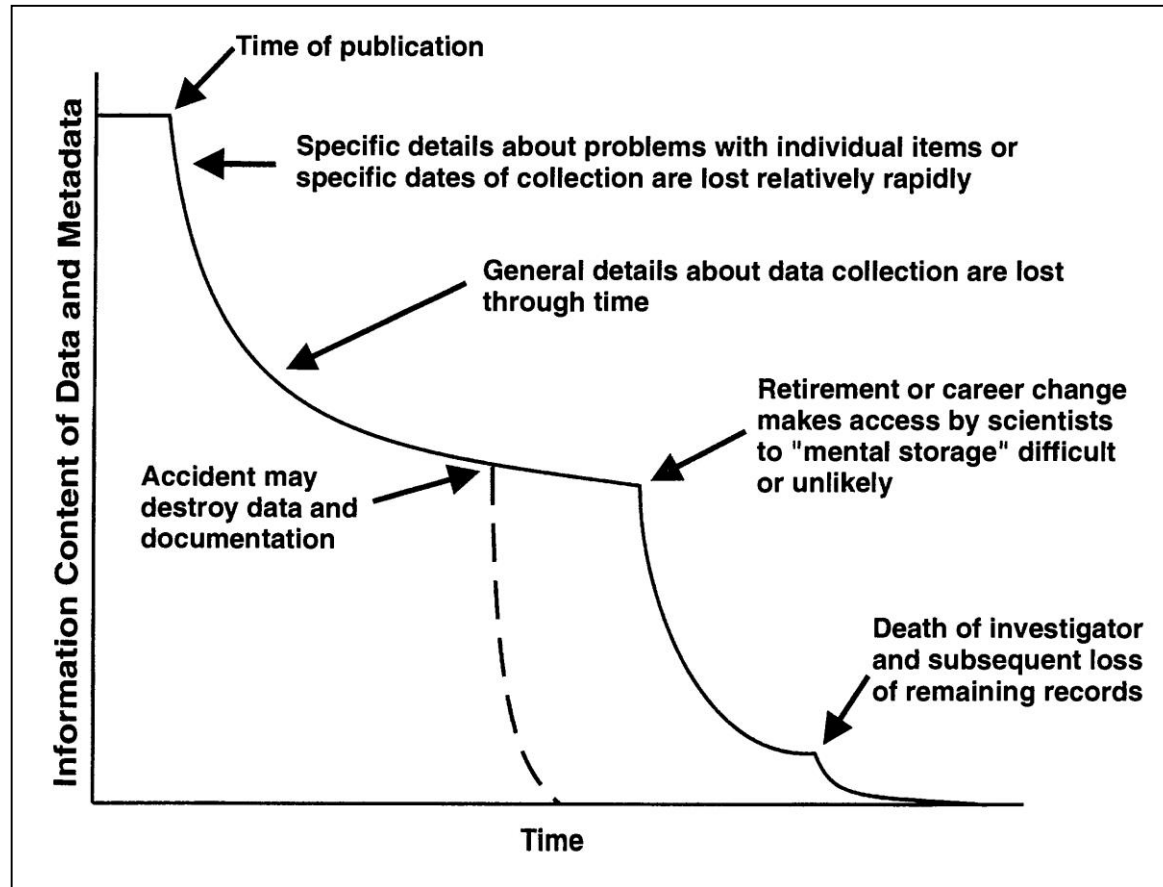 Time of publication
Specific details about problems with individual items or
specific dates of collection are lost relatively rapidly
General details about data collection are lost
through time
Retirement or career change
makes access by scientists
to "mental storage" difficult
or unlikely
Accident may
destroy data and
documentation
Death of investigator
and subsequent loss
of remaining records
Information Content of Data and Metadata
Time